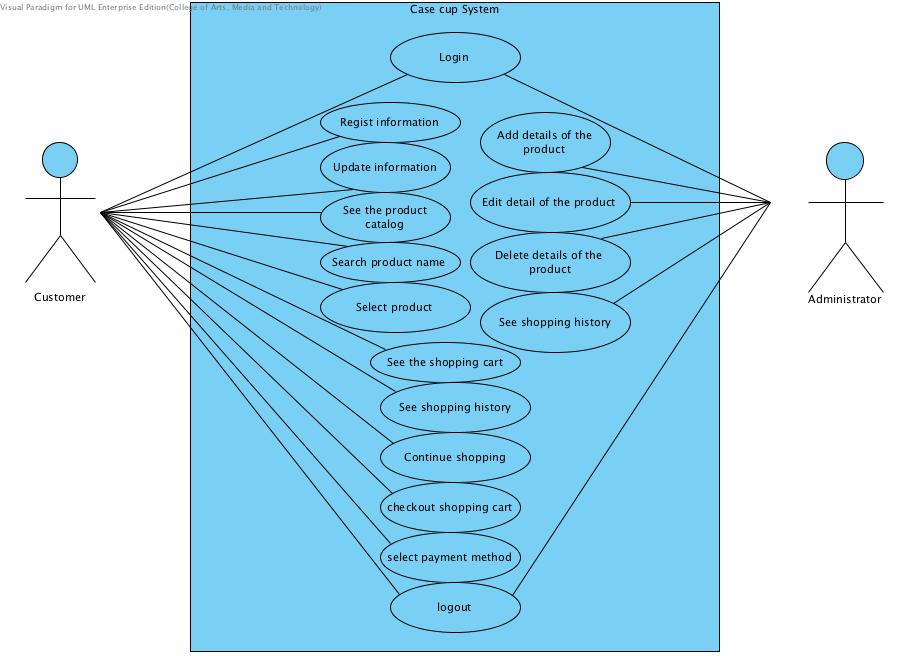 Visual Paradigm for UML Enterprise Edition(College of Arts, Media and Technology)
Case cup System
Login
Regist information
Update information
See the product
catalog
Search product name
Select product
Add details of the
product
Edit detail of the product
Delete details of the
product
See shopping history
See the shopping cart
See shopping history
Continue shopping
checkout shopping cart
select payment method
logout
Customer
Administrator